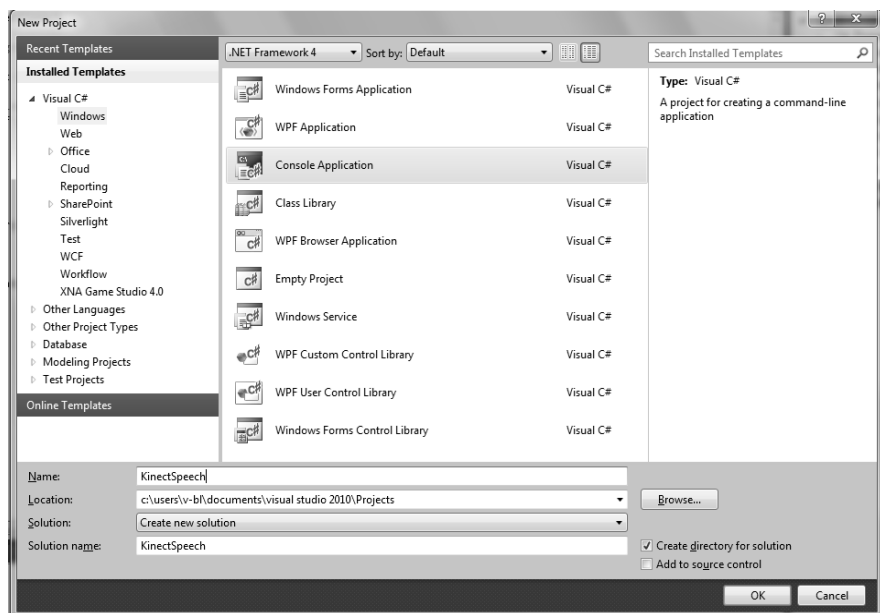 New Project
Recent Templates
Installed Templates
Visual C#
Windows
Web
Office
Cloud
Reporting
SharePoint
Silverlight
Test
WCF
Workflow
XNA Game Studio 4.0
Other Languages
Other Project Types
Database
Modeling Projects
Test Projects
Online Templates
.NET Framework 4
Sort by: Default
Windows Forms Application Visual C#
WPF Application Visual C#
Console Application Visual C#
Class Library Visual C#
WPF Browser Application Visual C#
Empty Project Visual C#
Windows Service Visual C#
WPF Custom Control Library Visual C#
WPF User Control Library Visual C#
Windows Forms Control Library Visual C#
Search Installed Templates
Type: Visual C#
A project for creating a command-line
application
Name: KinectSpeech
Location: c:\users\v-bl\documents\visual studio 2010\Projects
Browse...
Solution: Create new solution
Solution name: KinectSpeech
Create directory for solution
Add to source control
OK Cancel